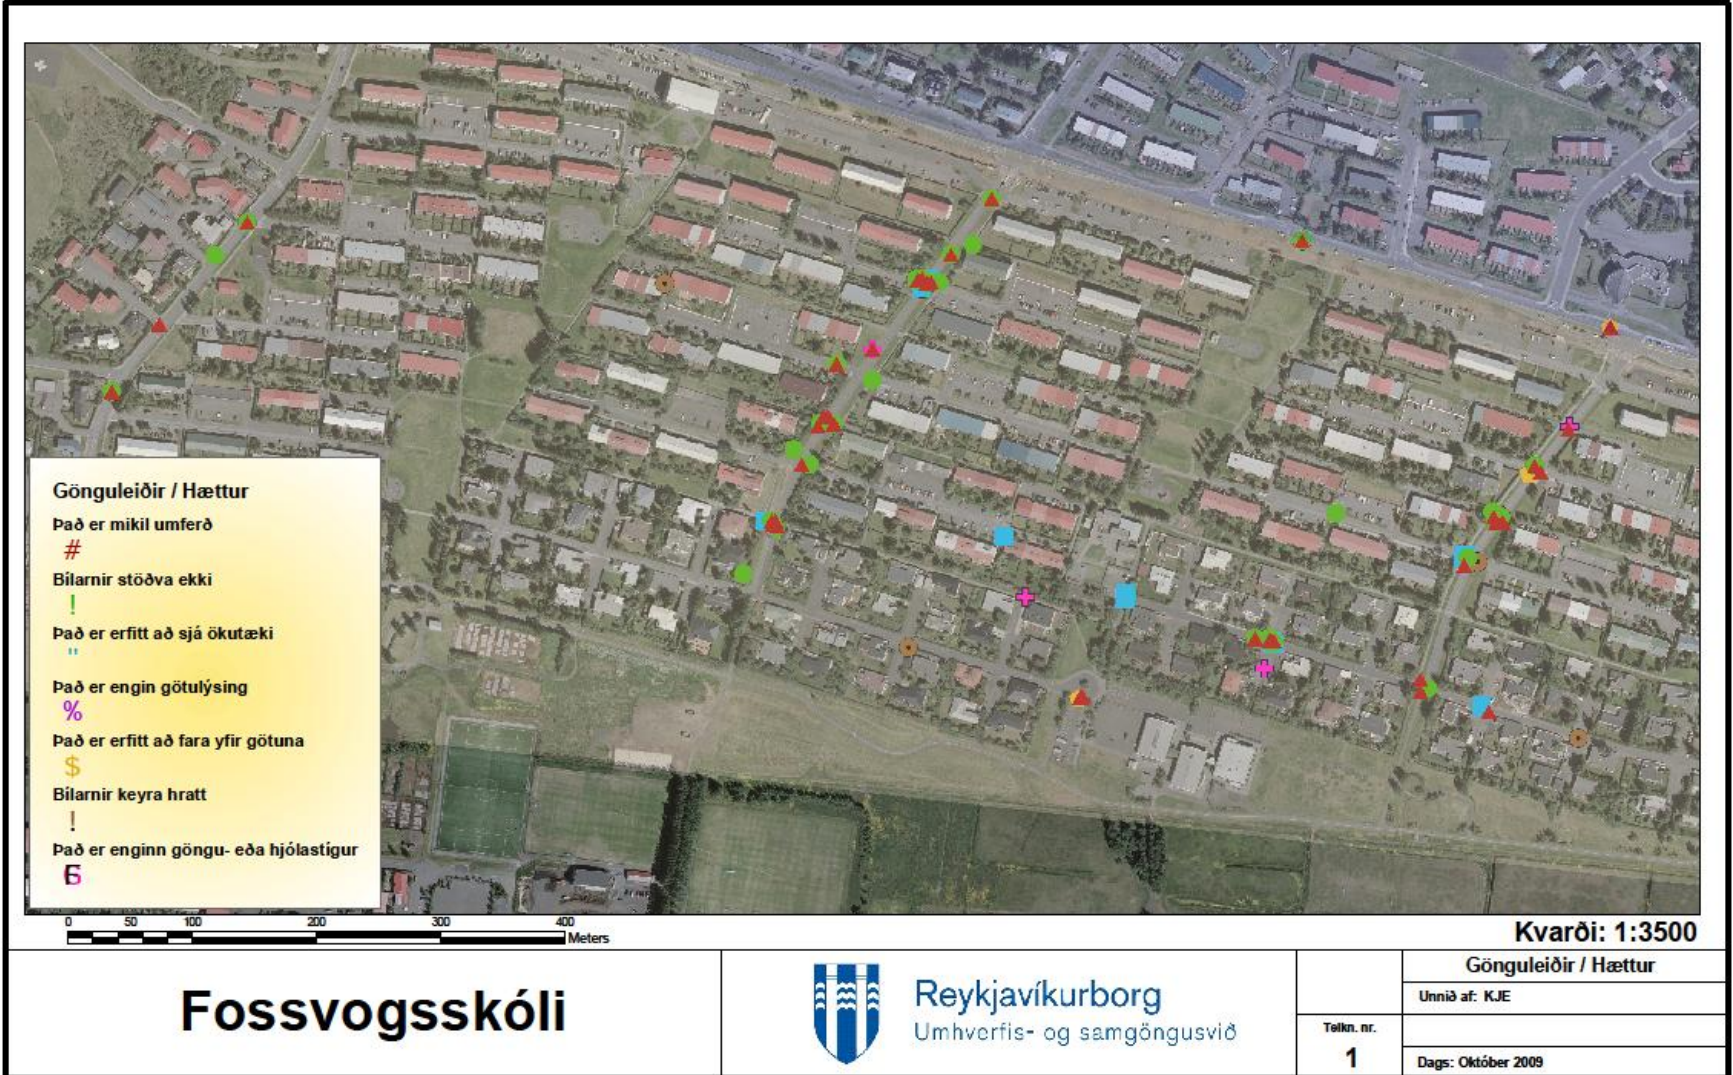 Gönguleiðir / Hættur
Það er mikil umferð
#
Bílarnir stöðva ekki
!
Það er erfitt að sjá ökutæki
"
Það er engin götulýsing
%
Það er erfitt að fara yfir götuna
$
Bílarnir keyra hratt
!
Það er enginn göngu- eða hjólastígur
0 50 100 200 300 400
Meters
Kvarði: 1:3500
Fossvogsskóli
Reykjavíkurborg
Umhverfis- og samgöngusvið
Gönguleiðir / Hættur
Unnið af: KJE
Teikn. nr.
1
Dags: Október 2009